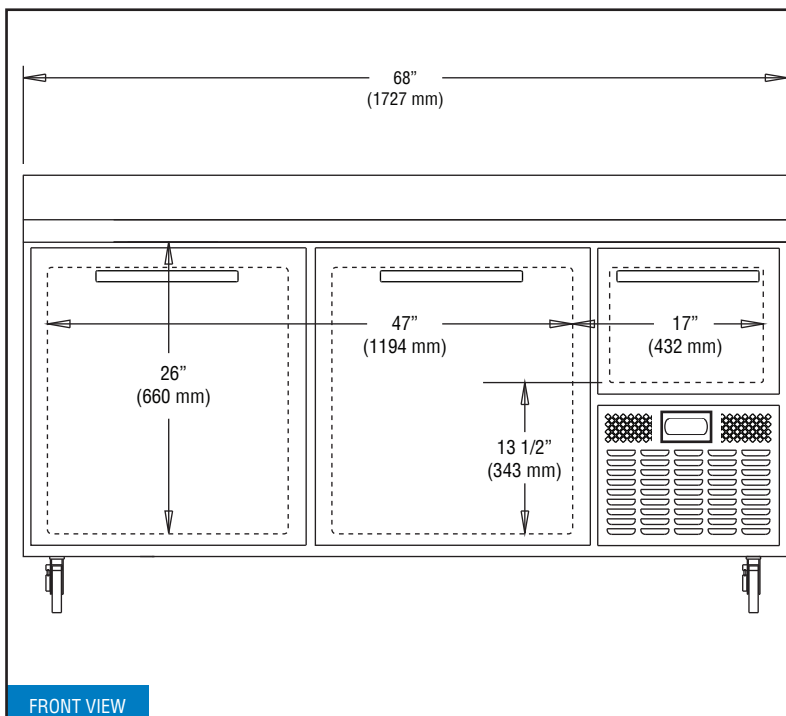 68”
(1727 mm)
47”
(1194 mm)
17”
(432 mm)
26”
(660 mm)
13 1/2”
(343 mm)
FRONT VIEW